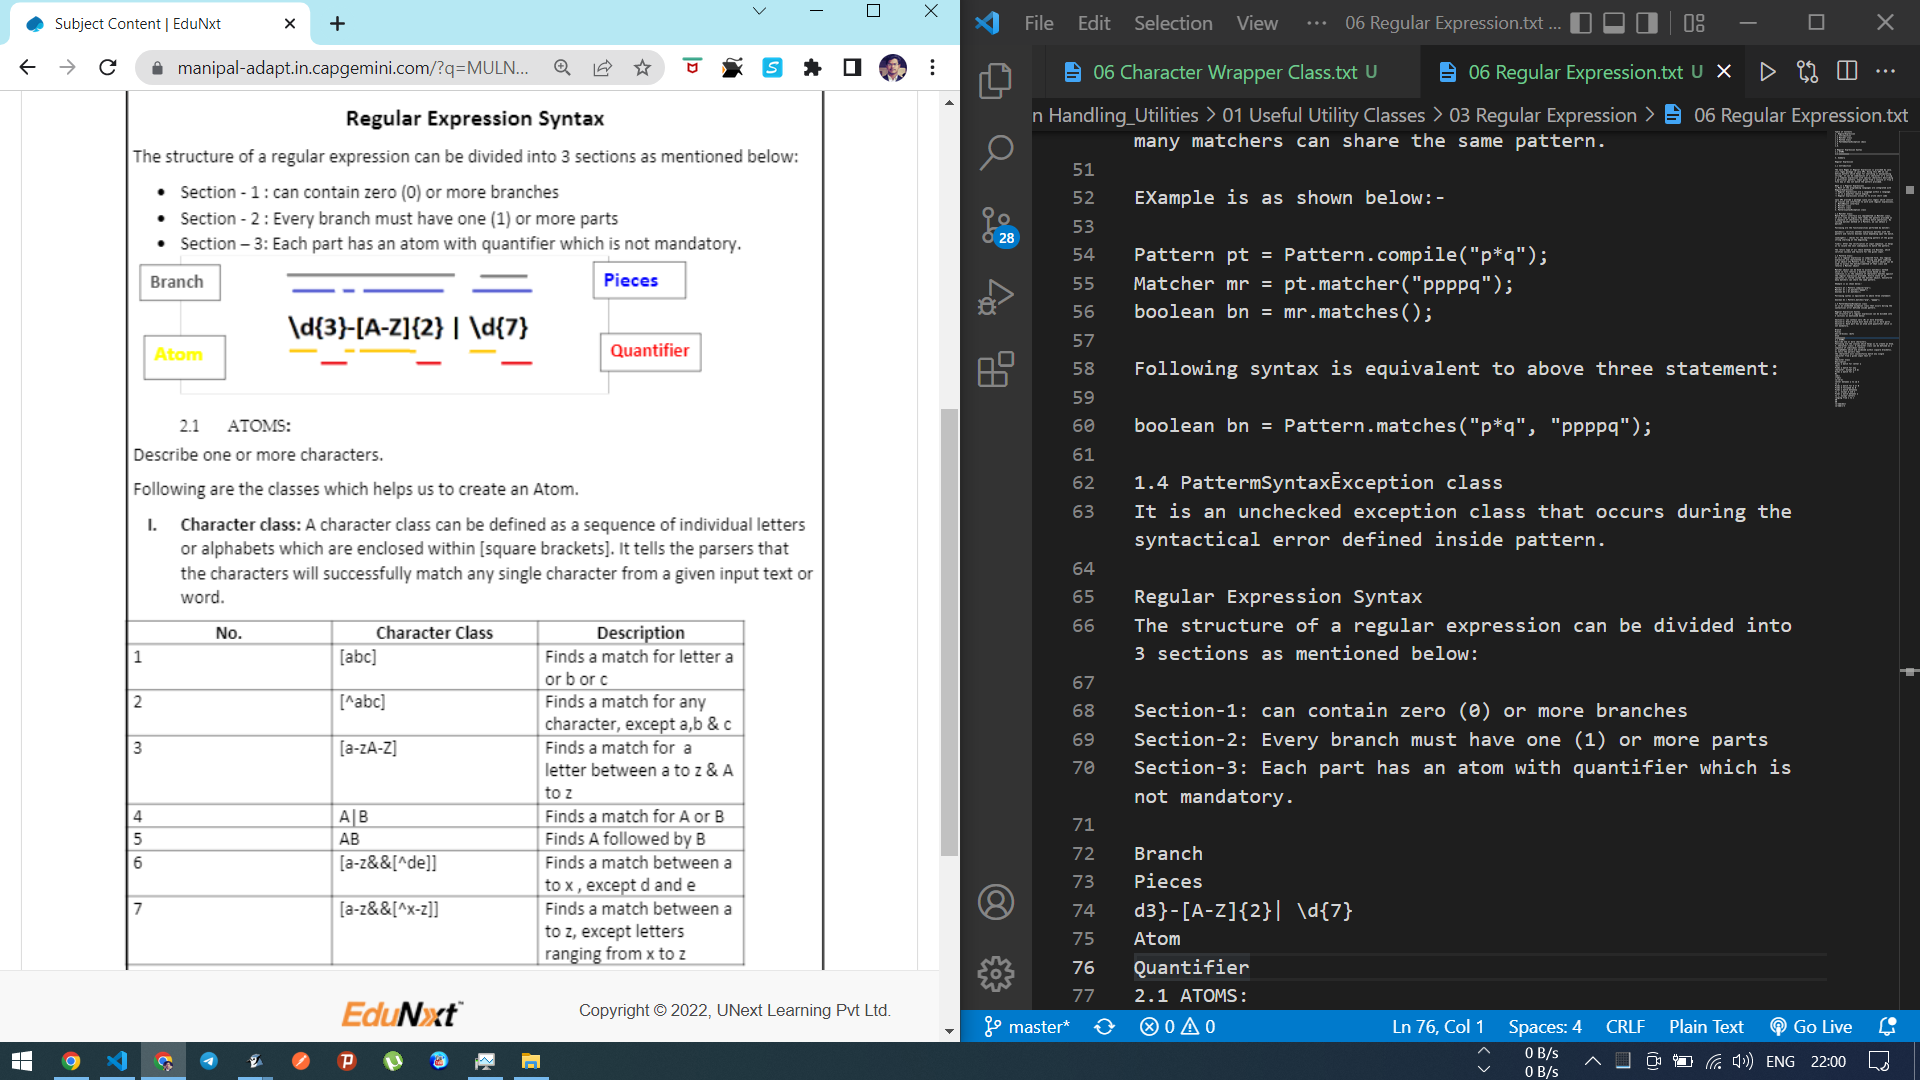 Subject Content | EduNxt
manipal-adapt.in.capgemini.com/?q=MULN...
Regular Expression Syntax
The structure of a regular expression can be divided into 3 sections as mentioned below:
• Section - 1 : can contain zero (0) or more branches
• Section - 2 : Every branch must have one (1) or more parts
• Section – 3: Each part has an atom with quantifier which is not mandatory.
Branch
Pieces
\d{3}-[A-Z]{2} | \d{7}
Atom
Quantifier
2.1 ATOMS:
Describe one or more characters.
Following are the classes which helps us to create an Atom.
I. Character class: A character class can be defined as a sequence of individual letters
or alphabets which are enclosed within [square brackets]. It tells the parsers that
the characters will successfully match any single character from a given input text or
word.
No. Character Class Description
1 [abc] Finds a match for letter a
or b or c
2 [^abc] Finds a match for any
character, except a,b & c
3 [a-zA-Z] Finds a match for a
letter between a to z & A
to z
4 A|B Finds a match for A or B
5 AB Finds A followed by B
6 [a-z&&[^de]] Finds a match between a
to x , except d and e
7 [a-z&&[^x-z]] Finds a match between a
to z, except letters
ranging from x to z
EduNxt™
Copyright © 2022, UNext Learning Pvt Ltd.
File Edit Selection View ··· 06 Regular Expression.txt ...
06 Character Wrapper Class.txt U
06 Regular Expression.txt U
n Handling_Utilities > 01 Useful Utility Classes > 03 Regular Expression > 06 Regular Expression.txt
28
many matchers can share the same pattern.
51
52 EXample is as shown below:-
53
54 Pattern pt = Pattern.compile("p*q");
55 Matcher mr = pt.matcher("ppppq");
56 boolean bn = mr.matches();
57
58 Following syntax is equivalent to above three statement:
59
60 boolean bn = Pattern.matches("p*q", "ppppq");
61
62 1.4 PattermSyntaxĒxception class
63 It is an unchecked exception class that occurs during the
syntactical error defined inside pattern.
64
65 Regular Expression Syntax
66 The structure of a regular expression can be divided into
3 sections as mentioned below:
67
68 Section-1: can contain zero (0) or more branches
69 Section-2: Every branch must have one (1) or more parts
70 Section-3: Each part has an atom with quantifier which is
not mandatory.
71
72 Branch
73 Pieces
74 d3}-[A-Z]{2}| \d{7}
75 Atom
76 Quantifier
77 2.1 ATOMS:
master* 0 0 Ln 76, Col 1 Spaces: 4 CRLF Plain Text Go Live
0 B/s
0 B/s
ENG 22:00